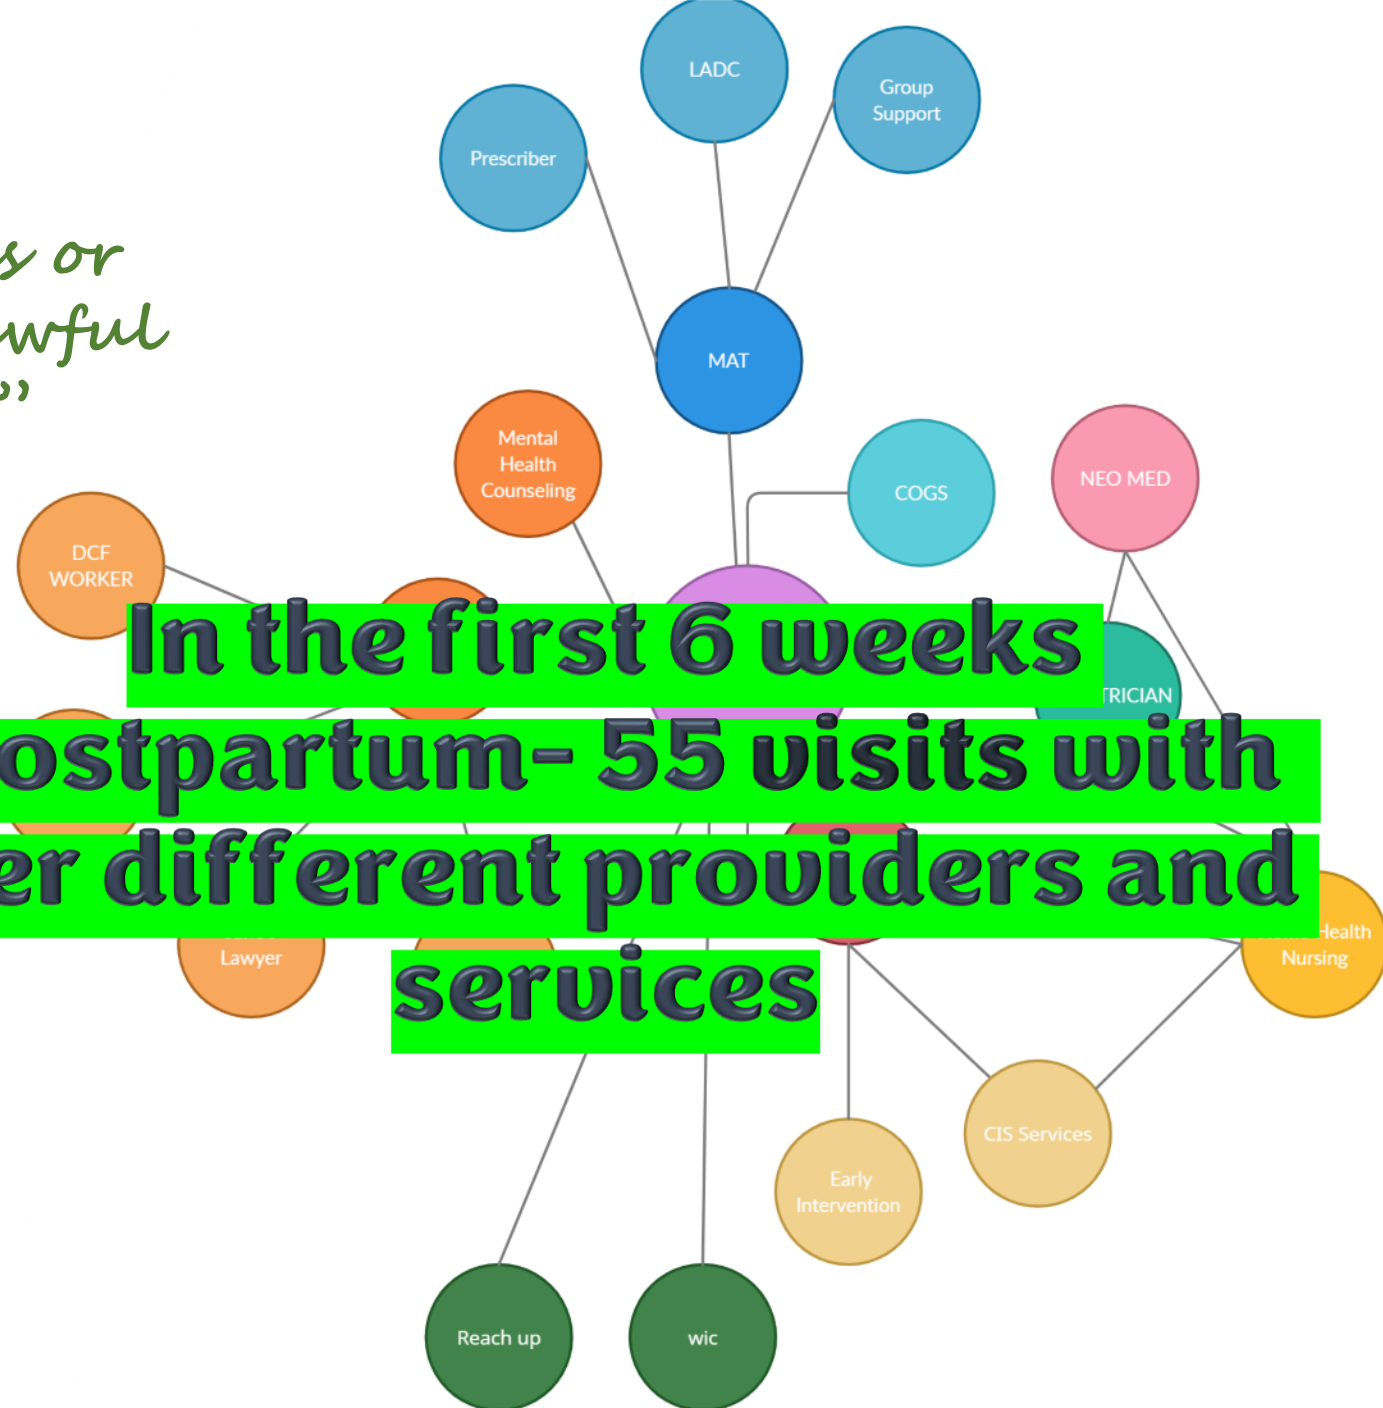 LADC
Group
Support
Prescriber
s or
wful
”
MAT
Mental
Health
Counseling
COGS
NEO MED
DCF
WORKER
In the first 6 weeks
TRICIAN
ostpartum- 55 visits with
er different providers and
Lawyer
Health
Nursing
services
CIS Services
Early
Intervention
Reach up
wic